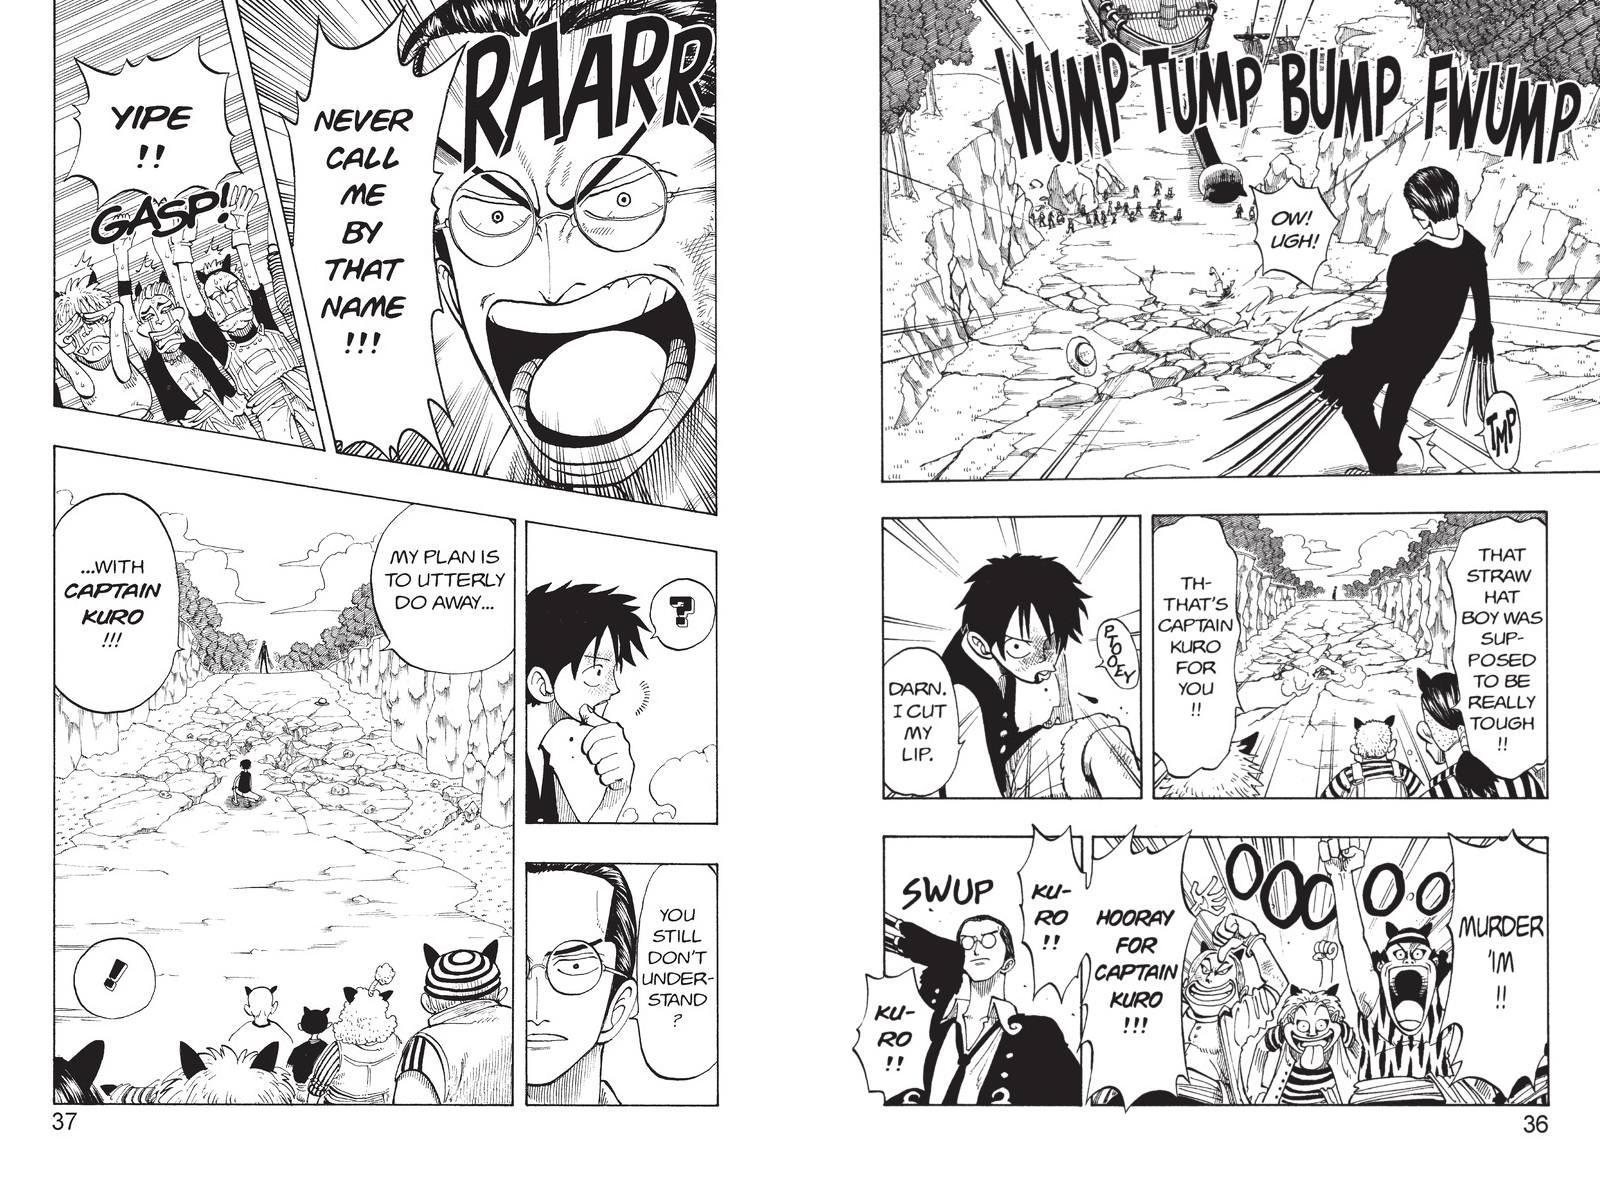 WUMP TUMP BUMP FWUMP
OW!
UGH!
TMP
THAT
STRAW
HAT
BOY WAS
SUP-
POSED
TO BE
REALLY
TOUGH
!!
TH-
THAT'S
CAPTAIN
KURO
FOR
YOU
!!
PTOOEY
DARN.
I CUT
MY
LIP.
MURDER
'IM
!!
OOOOO
HOORAY
FOR
CAPTAIN
KURO
!!!
KU-
RO
!!
SWUP
KU-
RO
!!
36
RAARR
NEVER
CALL
ME
BY
THAT
NAME
!!!
YIPE
!!
GASP!
?
YOU
STILL
DON'T
UNDER-
STAND
?
MY PLAN IS
TO UTTERLY
DO AWAY...
...WITH
CAPTAIN
KURO
!!!
!
37